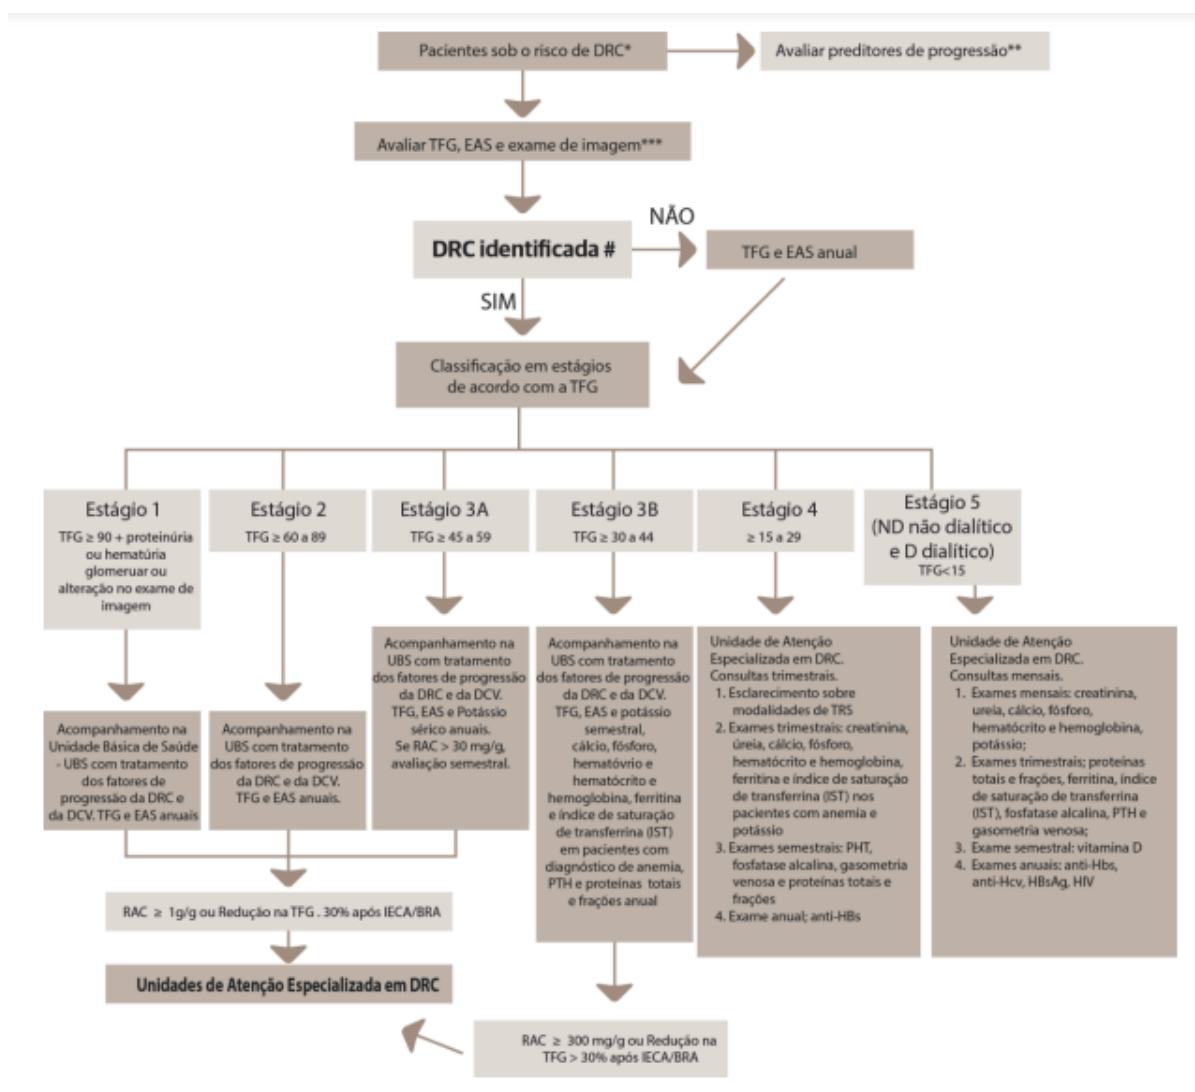 Pacientes sob o risco de DRC*
Avaliar preditores de progressão**
Avaliar TFG, EAS e exame de imagem***
NÃO
DRC identificada #
TFG e EAS anual
SIM
Classificação em estágios
de acordo com a TFG
Estágio 1
TFG ≥ 90 + proteinúria
ou hematúria
glomeruar ou
alteração no exame de
imagem
Estágio 2
TFG ≥ 60 a 89
Estágio 3A
TFG ≥ 45 a 59
Estágio 3B
TFG ≥ 30 a 44
Estágio 4
≥ 15 a 29
Estágio 5
(ND não dialítico
e D dialítico)
TFG<15
Acompanhamento na
Unidade Básica de Saúde
- UBS com tratamento
dos fatores de
progressão da DRC e
da DCV. TFG e EAS anuais
Acompanhamento na
UBS com tratamento
dos fatores de progressão
da DRC e da DCV.
TFG e EAS anuais.
Acompanhamento na
UBS com tratamento
dos fatores de progressão
da DRC e da DCV.
TFG, EAS e Potássio
sérico anuais.
Se RAC > 30 mg/g,
avaliação semestral.
Acompanhamento na
UBS com tratamento
dos fatores de progressão
da DRC e da DCV.
TFG, EAS e potássio
semestral,
cálcio, fósforo,
hematóvrio e
hematócrito e
hemoglobina, ferritina
e índice de saturação
de transferrina (IST)
em pacientes com
diagnóstico de anemia,
PTH e proteínas totais
e frações anual
Unidade de Atenção
Especializada em DRC.
Consultas trimestrais.
1. Esclarecimento sobre
modalidades de TRS
2. Exames trimestrais: creatinina,
úreia, cálcio, fósforo,
hematócrito e hemoglobina,
ferritina e índice de saturação
de transferrina (IST) nos
pacientes com anemia e
potássio
3. Exames semestrais: PHT,
fosfatase alcalina, gasometria
venosa e proteínas totais e
frações
4. Exame anual; anti-HBs
Unidade de Atenção
Especializada em DRC.
Consultas mensais.
1. Exames mensais: creatinina,
ureia, cálcio, fósforo,
hematócrito e hemoglobina,
potássio;
2. Exames trimestrais; proteínas
totais e frações, ferritina, índice
de saturação de transferrina
(IST), fosfatase alcalina, PTH e
gasometria venosa;
3. Exame semestral: vitamina D
4. Exames anuais: anti-Hbs,
anti-Hcv, HBsAg, HIV
RAC ≥ 1g/g ou Redução na TFG . 30% após IECA/BRA
Unidades de Atenção Especializada em DRC
RAC ≥ 300 mg/g ou Redução na
TFG > 30% após IECA/BRA